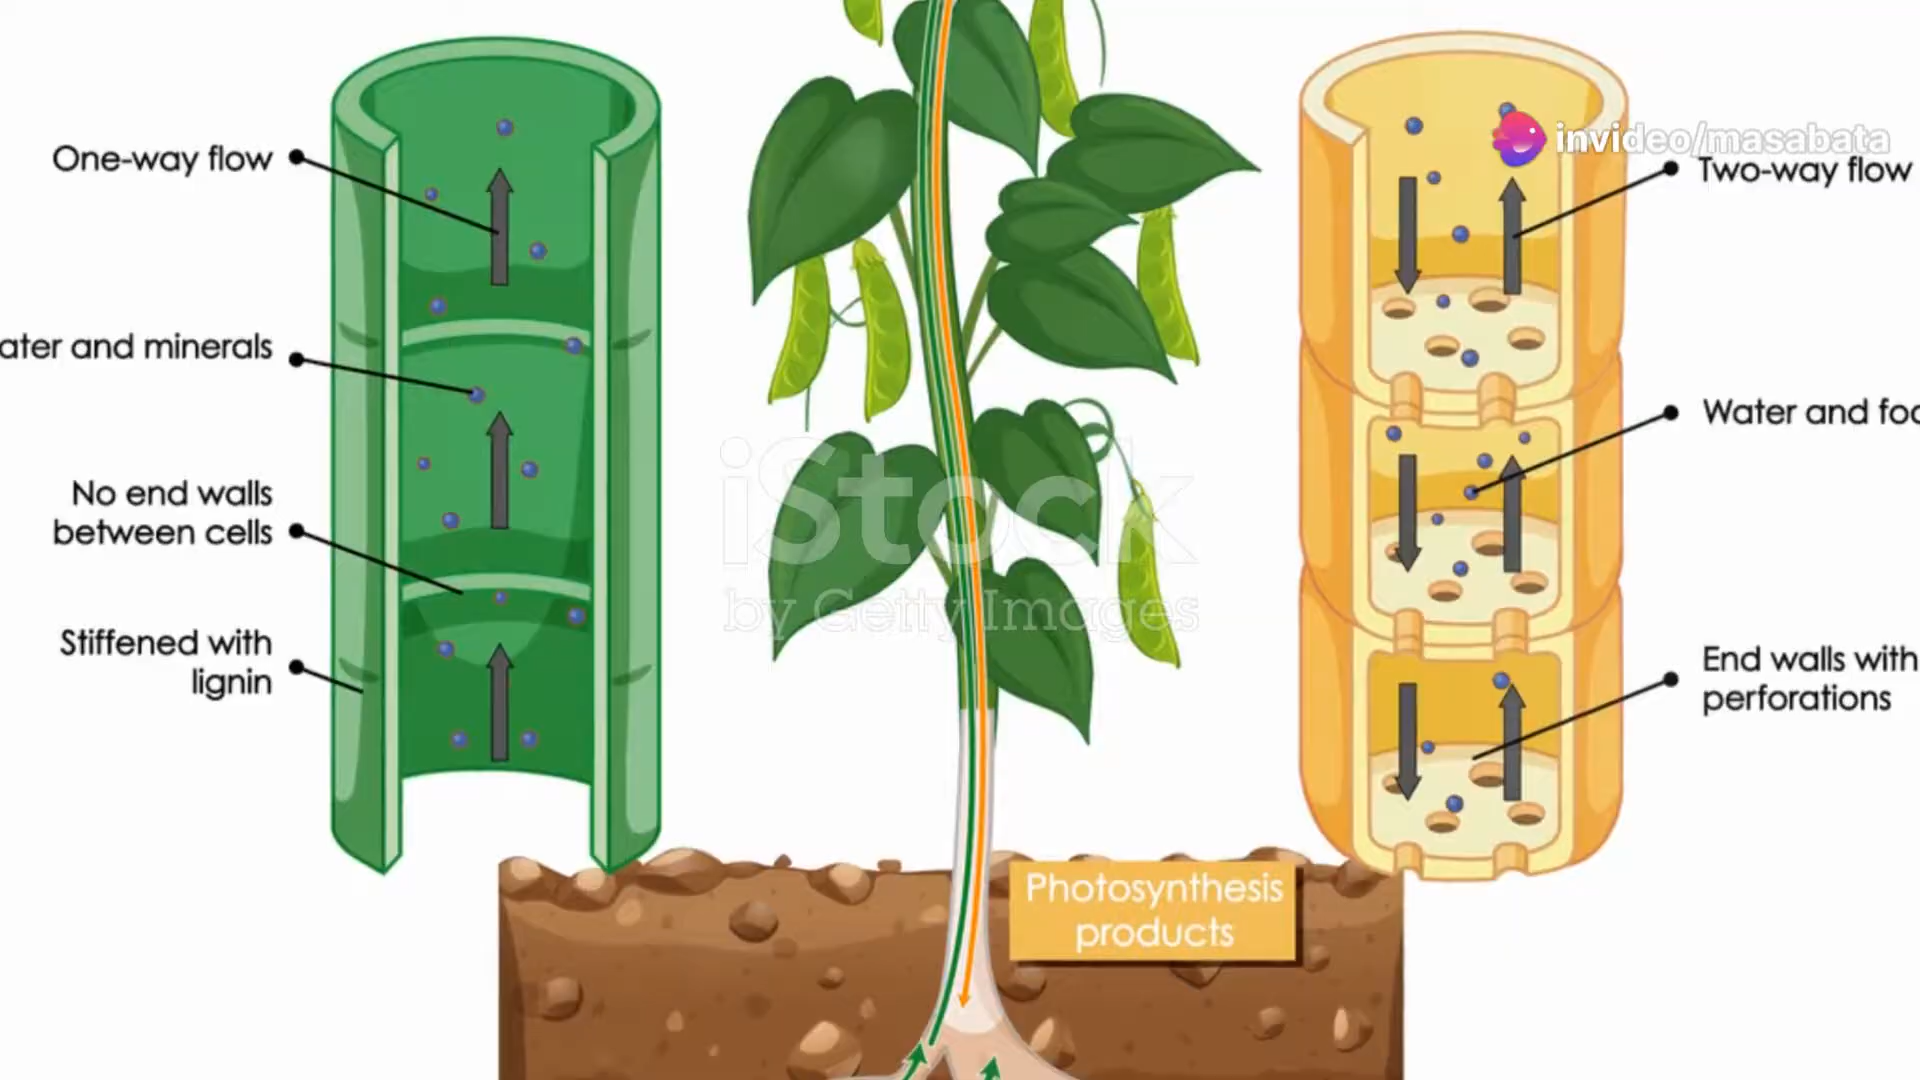 One-way flow
ater and minerals
No end walls
between cells
Stiffened with
lignin
iStock
by Getty Images
Photosynthesis
products
invideo/masabata
Two-way flow
Water and foo
End walls with
perforations